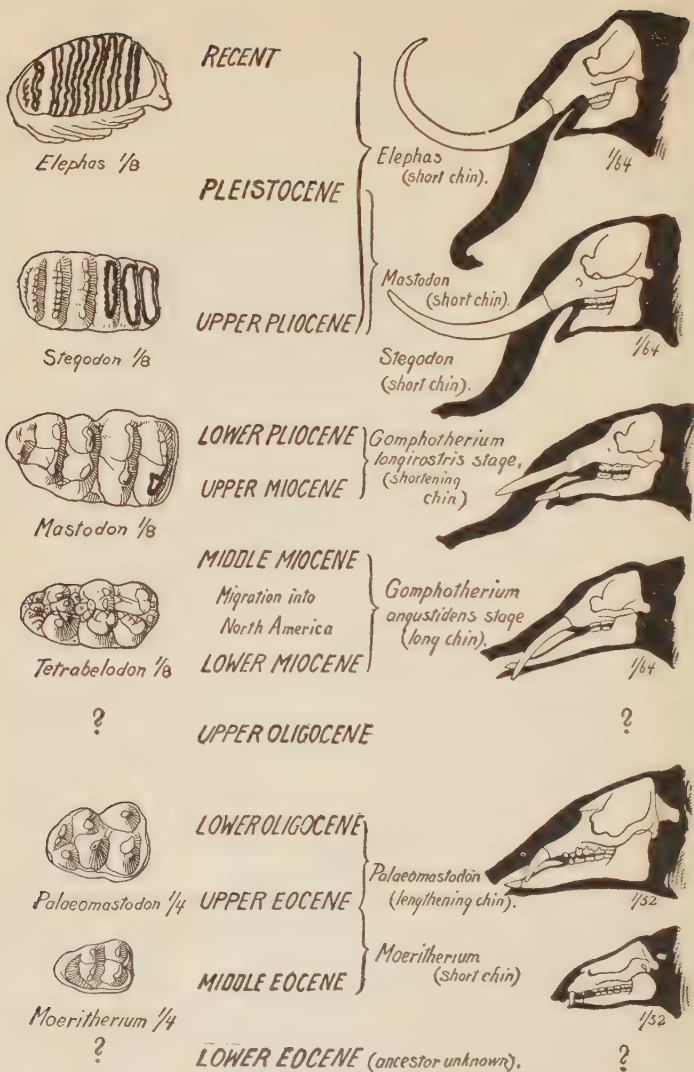 RECENT
Elephas 1/8
Elephas
(short chin).
1/64
PLEISTOCENE
Mastodon
(short chin).
UPPER PLIOCENE
1/64
Stegodon 1/8
Stegodon
(short chin).
LOWER PLIOCENE
Gomphotherium
longirostris stage,
(shortening
chin)
UPPER MIOCENE
Mastodon 1/8
MIDDLE MIOCENE
Migration into
North America
Gomphotherium
angustidens stage
(long chin).
LOWER MIOCENE
Tetrabelodon 1/8
1/64
?
?
UPPER OLIGOCENE
LOWER OLIGOCENE
Palaeomastodon 1/4
UPPER EOCENE
Palaeomastodon
(lengthening chin).
1/32
Moeritherium
(short chin)
MIDDLE EOCENE
Moeritherium 1/4
1/32
?
LOWER EOCENE (ancestor unknown).
?